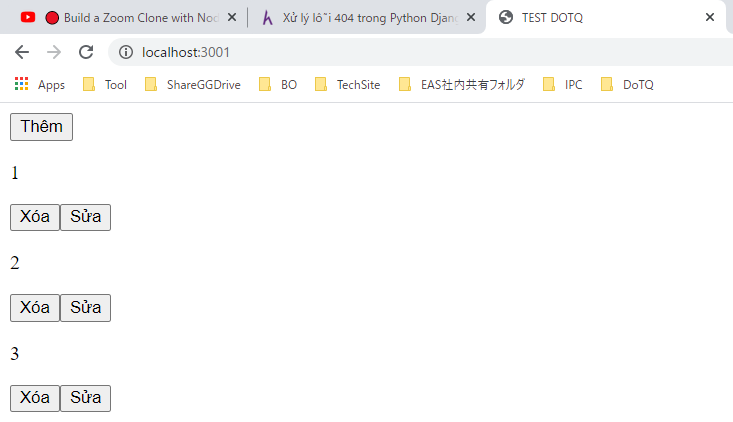 Build a Zoom Clone with Nod
Xử lý lỗi 404 trong Python Djang
TEST DOTQ
localhost:3001
Apps Tool ShareGGDrive BO TechSite EAS社内共有フォルダ IPC DoTQ
Thêm
1
Xóa Sửa
2
Xóa Sửa
3
Xóa Sửa